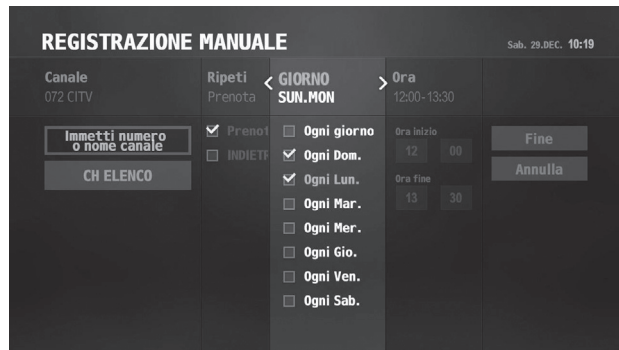 REGISTRAZIONE MANUALE
Sab. 29.DEC. 10:19
Canale
072 CITV
Ripeti
Prenota
GIORNO
SUN.MON
Ora
12:00-13:30
Immetti numero
o nome canale
CH ELENCO
Prenot
INDIETR
Ogni giorno
Ogni Dom.
Ogni Lun.
Ogni Mar.
Ogni Mer.
Ogni Gio.
Ogni Ven.
Ogni Sab.
Ora inizio
12 00
Ora fine
13 30
Fine
Annulla